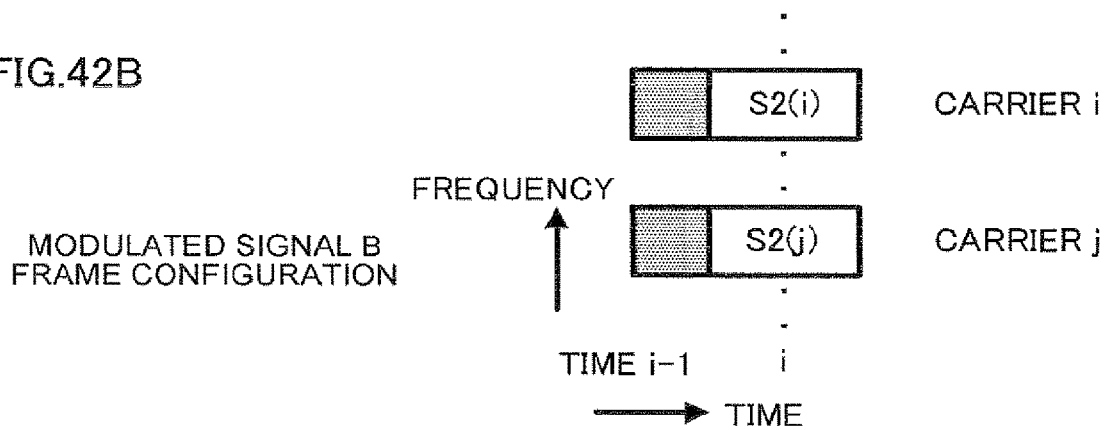 FIG.42B
S2(i) CARRIER i
FREQUENCY
S2(j) CARRIER j
MODULATED SIGNAL B
FRAME CONFIGURATION
TIME i-1 i
TIME